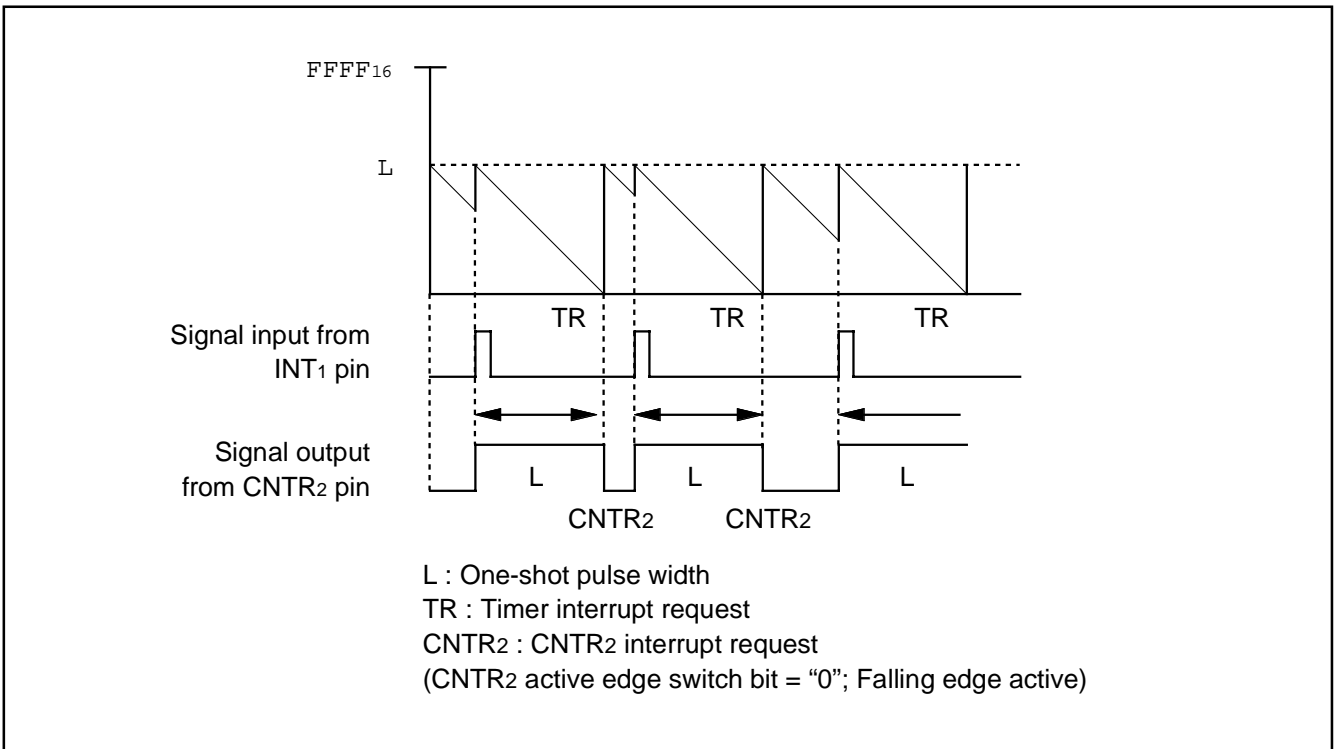 FFFF16
L
TR TR TR
Signal input from
INT1 pin
Signal output
from CNTR2 pin
L L L
CNTR2 CNTR2
L : One-shot pulse width
TR : Timer interrupt request
CNTR2 : CNTR2 interrupt request
(CNTR2 active edge switch bit = “0”; Falling edge active)